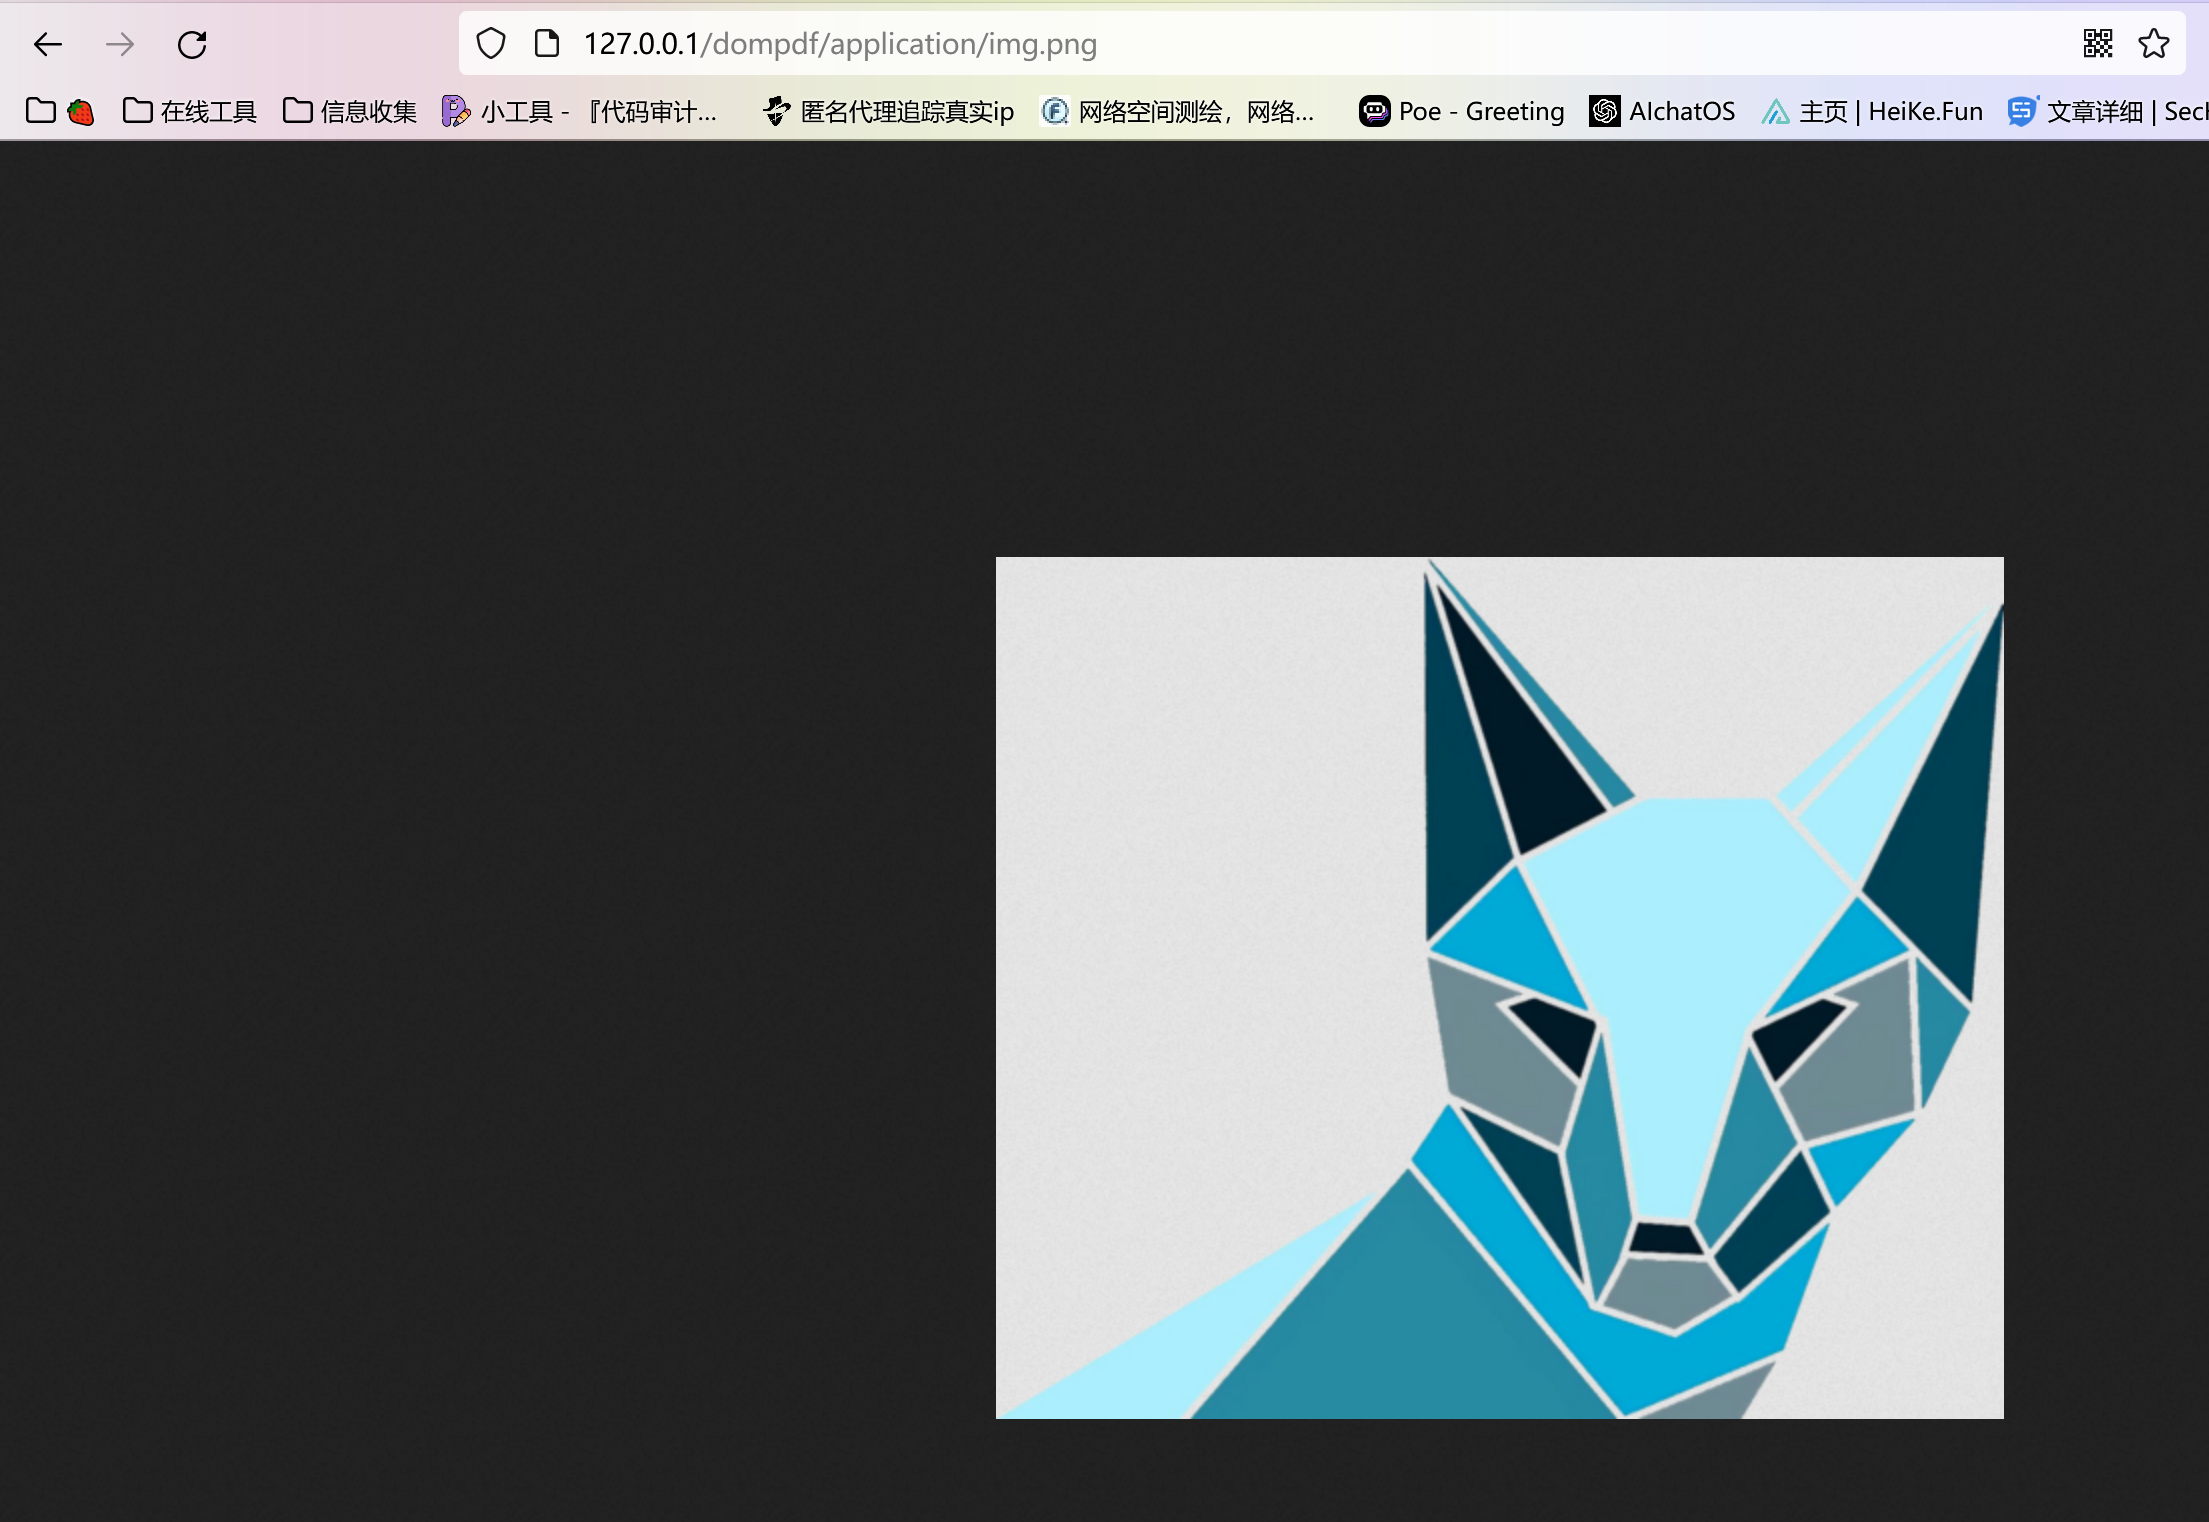 127.0.0.1/dompdf/application/img.png
在线工具 信息收集 小工具 - 『代码审计... 匿名代理追踪真实ip 网络空间测绘，网络... Poe - Greeting AIchatOS 主页 | HeiKe.Fun 文章详细 | Sec